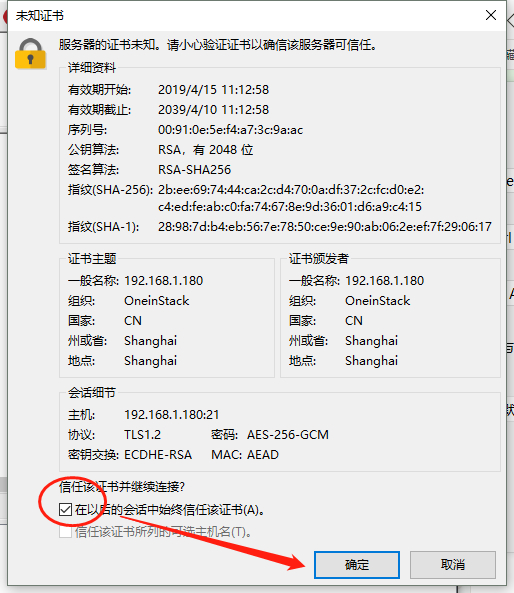 未知证书
服务器的证书未知。请小心验证证书以确信该服务器可信任。
详细资料
有效期开始: 2019/4/15 11:12:58
有效期截止: 2039/4/10 11:12:58
序列号: 00:91:0e:5e:f4:a7:3c:9a:ac
公钥算法: RSA，有 2048 位
签名算法: RSA-SHA256
指纹(SHA-256): 2b:ee:69:74:44:ca:2c:d4:70:0a:df:37:2c:fc:d0:e2:
c4:ed:fe:ab:c0:fa:74:67:8e:9d:36:01:d6:a9:c4:15
指纹(SHA-1): 28:98:7d:b4:eb:56:7e:78:50:ce:9e:90:ab:06:2e:ef:7f:29:06:17
证书主题
一般名称: 192.168.1.180
组织: OneinStack
国家: CN
州或省: Shanghai
地点: Shanghai
证书颁发者
一般名称: 192.168.1.180
组织: OneinStack
国家: CN
州或省: Shanghai
地点: Shanghai
会话细节
主机: 192.168.1.180:21
协议: TLS1.2 密码: AES-256-GCM
密钥交换: ECDHE-RSA MAC: AEAD
信任该证书并继续连接?
在以后的会话中始终信任该证书(A)。
信任该证书所列的可选主机名(T)。
确定 取消